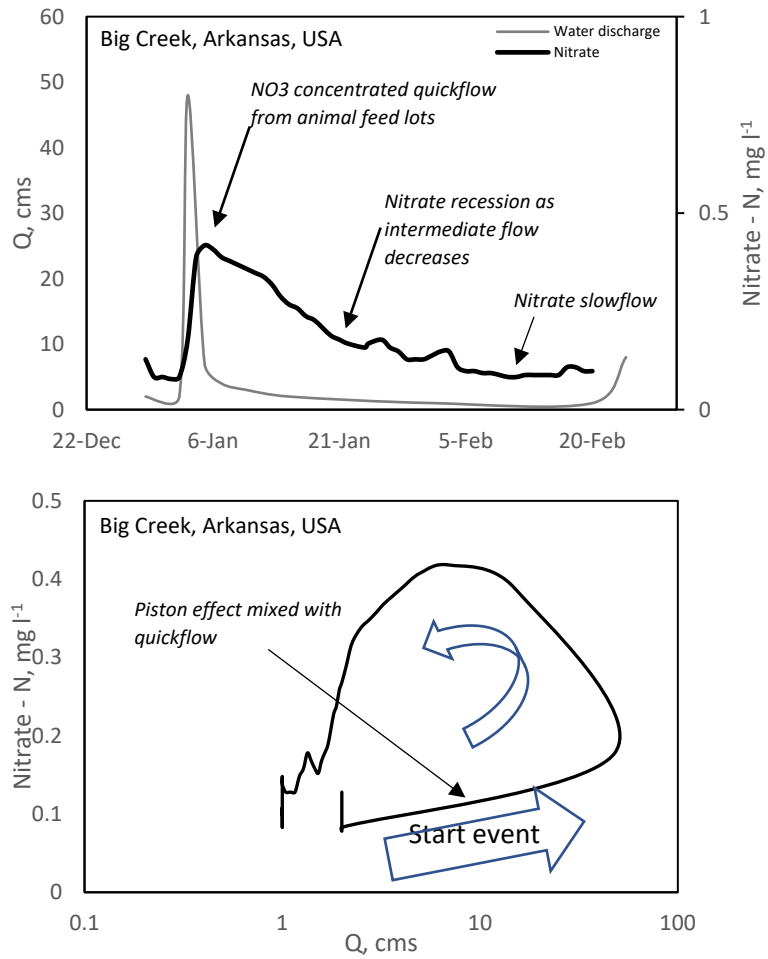 Big Creek, Arkansas, USA
Water discharge
Nitrate
NO3 concentrated quickflow
from animal feed lots
Nitrate recession as
intermediate flow
decreases
Nitrate slowflow
60
50
40
30
20
10
0
Q, cms
1
0.5
0
Nitrate - N, mg l-1
22-Dec
6-Jan
21-Jan
5-Feb
20-Feb
Big Creek, Arkansas, USA
Piston effect mixed with
quickflow
Start event
0.5
0.4
0.3
0.2
0.1
0
Nitrate - N, mg l-1
0.1
1
10
100
Q, cms